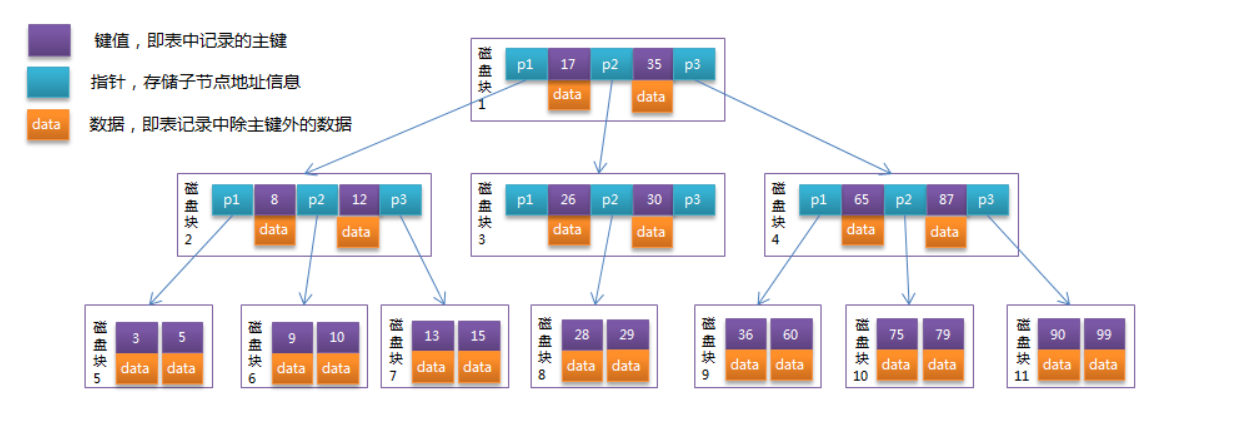 键值，即表中记录的主键
指针，存储子节点地址信息
data 数据，即表记录中除主键外的数据
磁盘块1 p1 17 p2 35 p3
data data
磁盘块2 p1 8 p2 12 p3
data data
磁盘块3 p1 26 p2 30 p3
data data
磁盘块4 p1 65 p2 87 p3
data data
磁盘块5 3 5
data data
磁盘块6 9 10
data data
磁盘块7 13 15
data data
磁盘块8 28 29
data data
磁盘块9 36 60
data data
磁盘块10 75 79
data data
磁盘块11 90 99
data data